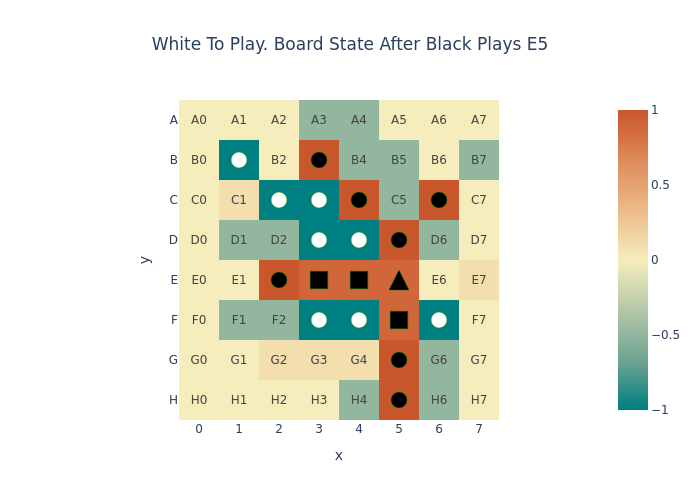 White To Play. Board State After Black Plays E5
A A0 A1 A2 A3 A4 A5 A6 A7
B B0 B2 B4 B5 B6 B7
C C0 C1 C5 C7
D D0 D1 D2 D6 D7
E E0 E1 E6 E7
F F0 F1 F2 F7
G G0 G1 G2 G3 G4 G6 G7
H H0 H1 H2 H3 H4 H6 H7
0 1 2 3 4 5 6 7
x
y
1
0.5
0
−0.5
−1